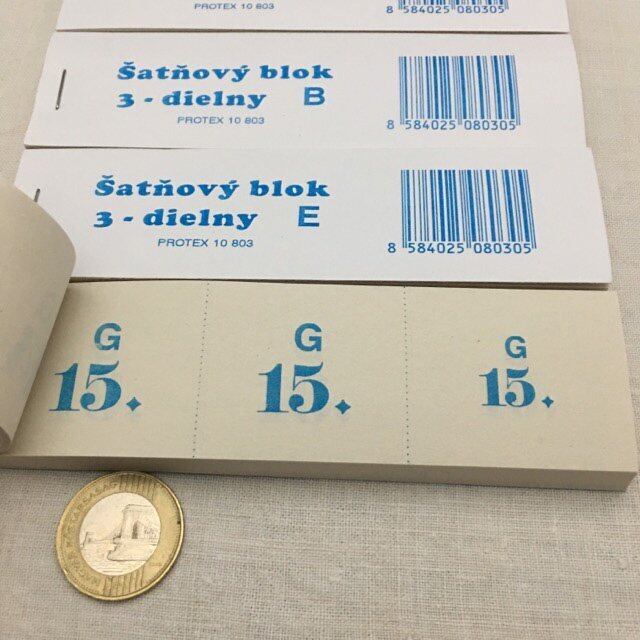 PROTEX 10 803
8 584025 080305
Šatňový blok
3 - dielny B
PROTEX 10 803
8 584025 080305
Šatňový blok
3 - dielny E
PROTEX 10 803
8 584025 080305
G G G
15. 15. 15.